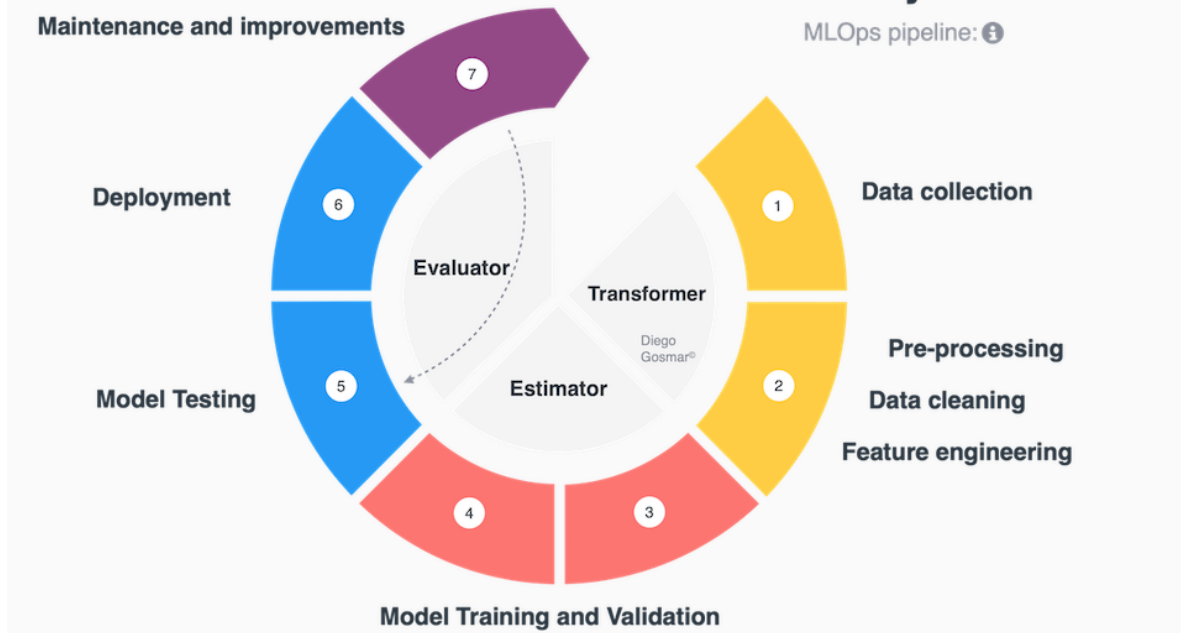 Maintenance and improvements
MLOps pipeline:
7
Deployment
6
1
Data collection
Evaluator
Transformer
Diego
Gosmar©
Pre-processing
Model Testing
5
Estimator
2
Data cleaning
Feature engineering
4
3
Model Training and Validation